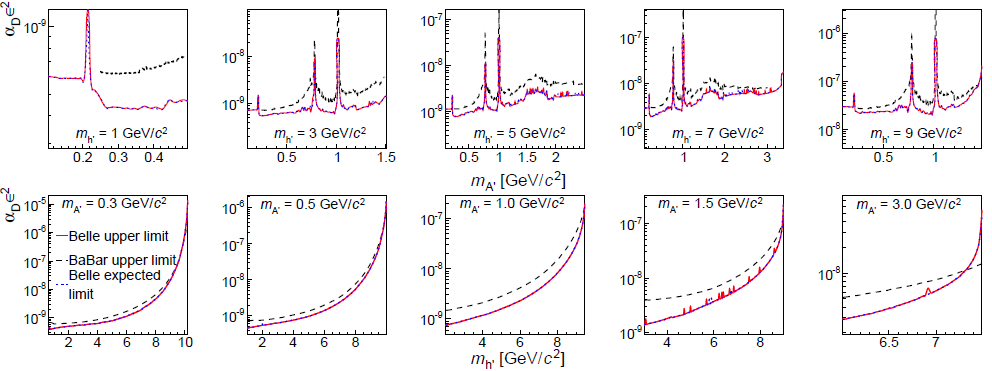 α_D ϵ²
10⁻⁹
m_h' = 1 GeV/c²
0.2 0.3 0.4
10⁻⁸
10⁻⁹
m_h' = 3 GeV/c²
0.5 1 1.5
10⁻⁷
10⁻⁸
10⁻⁹
m_h' = 5 GeV/c²
0.5 1 1.5 2
10⁻⁷
10⁻⁸
10⁻⁹
m_h' = 7 GeV/c²
1 2 3
10⁻⁶
10⁻⁷
10⁻⁸
m_h' = 9 GeV/c²
0.5 1
m_A' [GeV/c²]
α_D ϵ²
10⁻⁵
10⁻⁶
10⁻⁷
10⁻⁸
10⁻⁹
m_A' = 0.3 GeV/c²
Belle upper limit
BaBar upper limit
Belle expected
limit
2 4 6 8 10
10⁻⁶
10⁻⁷
10⁻⁸
10⁻⁹
m_A' = 0.5 GeV/c²
2 4 6 8
10⁻⁷
10⁻⁸
10⁻⁹
m_A' = 1.0 GeV/c²
4 6 8
10⁻⁷
10⁻⁸
10⁻⁹
m_A' = 1.5 GeV/c²
4 6 8
10⁻⁸
m_A' = 3.0 GeV/c²
6.5 7
m_h' [GeV/c²]